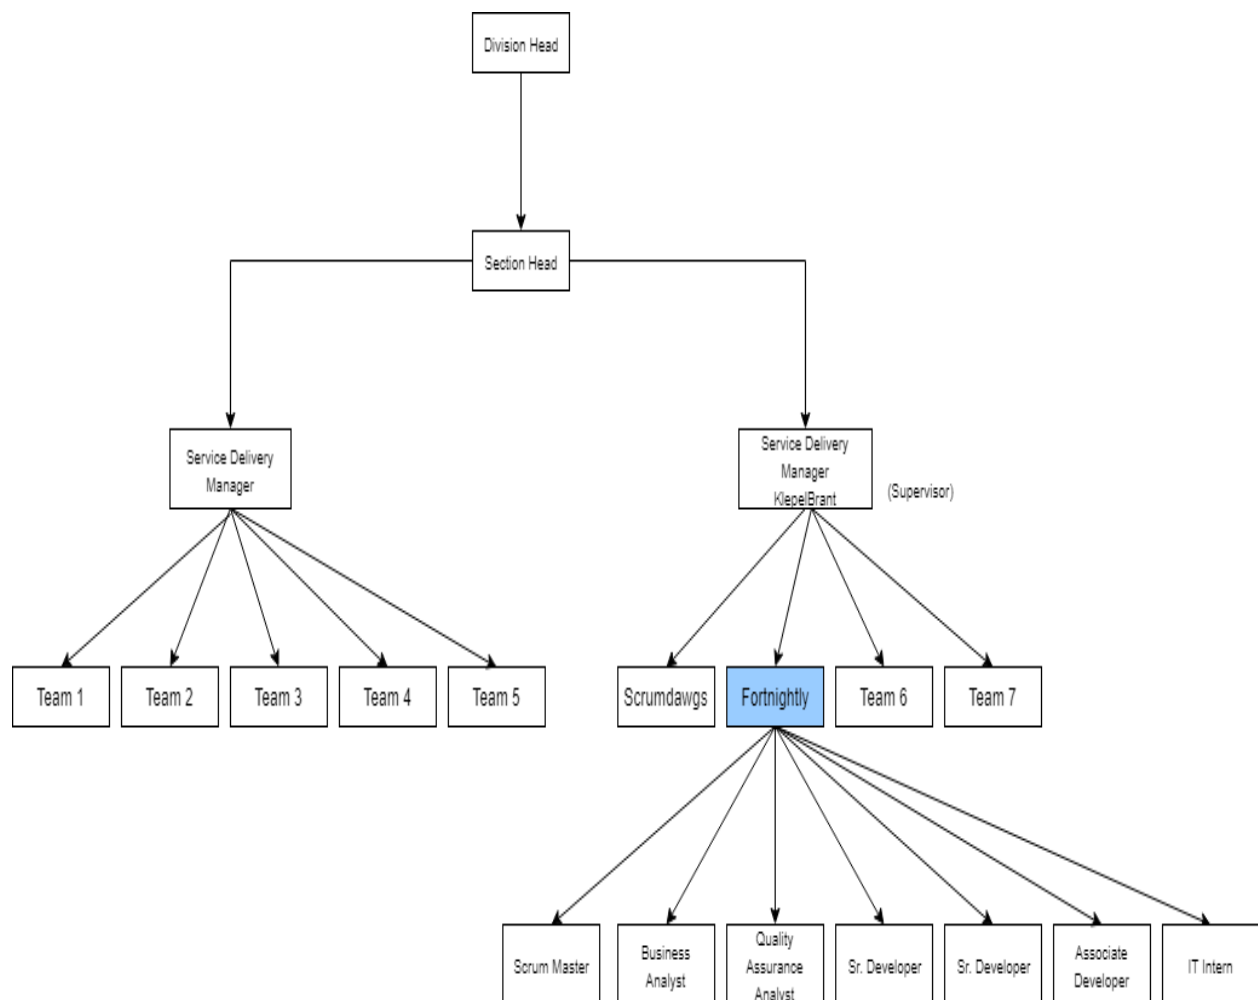 Division Head
Section Head
Service Delivery
Manager
Service Delivery
Manager
KlepelBrant
(Supervisor)
Team 1
Team 2
Team 3
Team 4
Team 5
Scrumdawgs
Fortnightly
Team 6
Team 7
Scrum Master
Business
Analyst
Quality
Assurance
Analyst
Sr. Developer
Sr. Developer
Associate
Developer
IT Intern